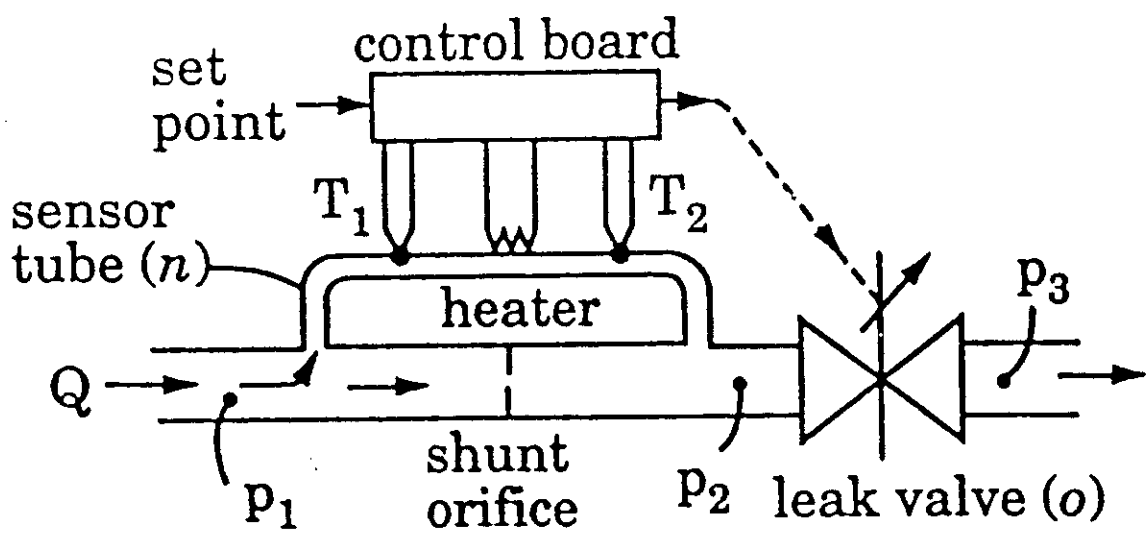 control board
set
point
T1
T2
sensor
tube (n)
heater
p3
Q
shunt
orifice
p1
p2
leak valve (o)